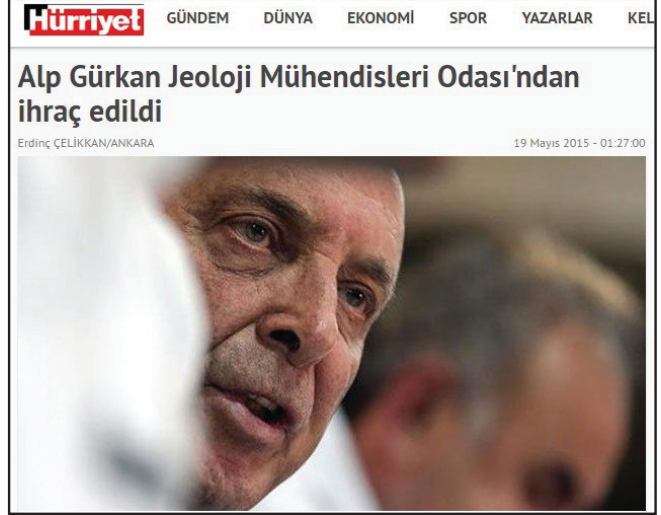 Hürriyet GÜNDEM DÜNYA EKONOMİ SPOR YAZARLAR KEL
Alp Gürkan Jeoloji Mühendisleri Odası'ndan
ihraç edildi
Erdinç ÇELİKKAN/ANKARA 19 Mayıs 2015 - 01:27:00